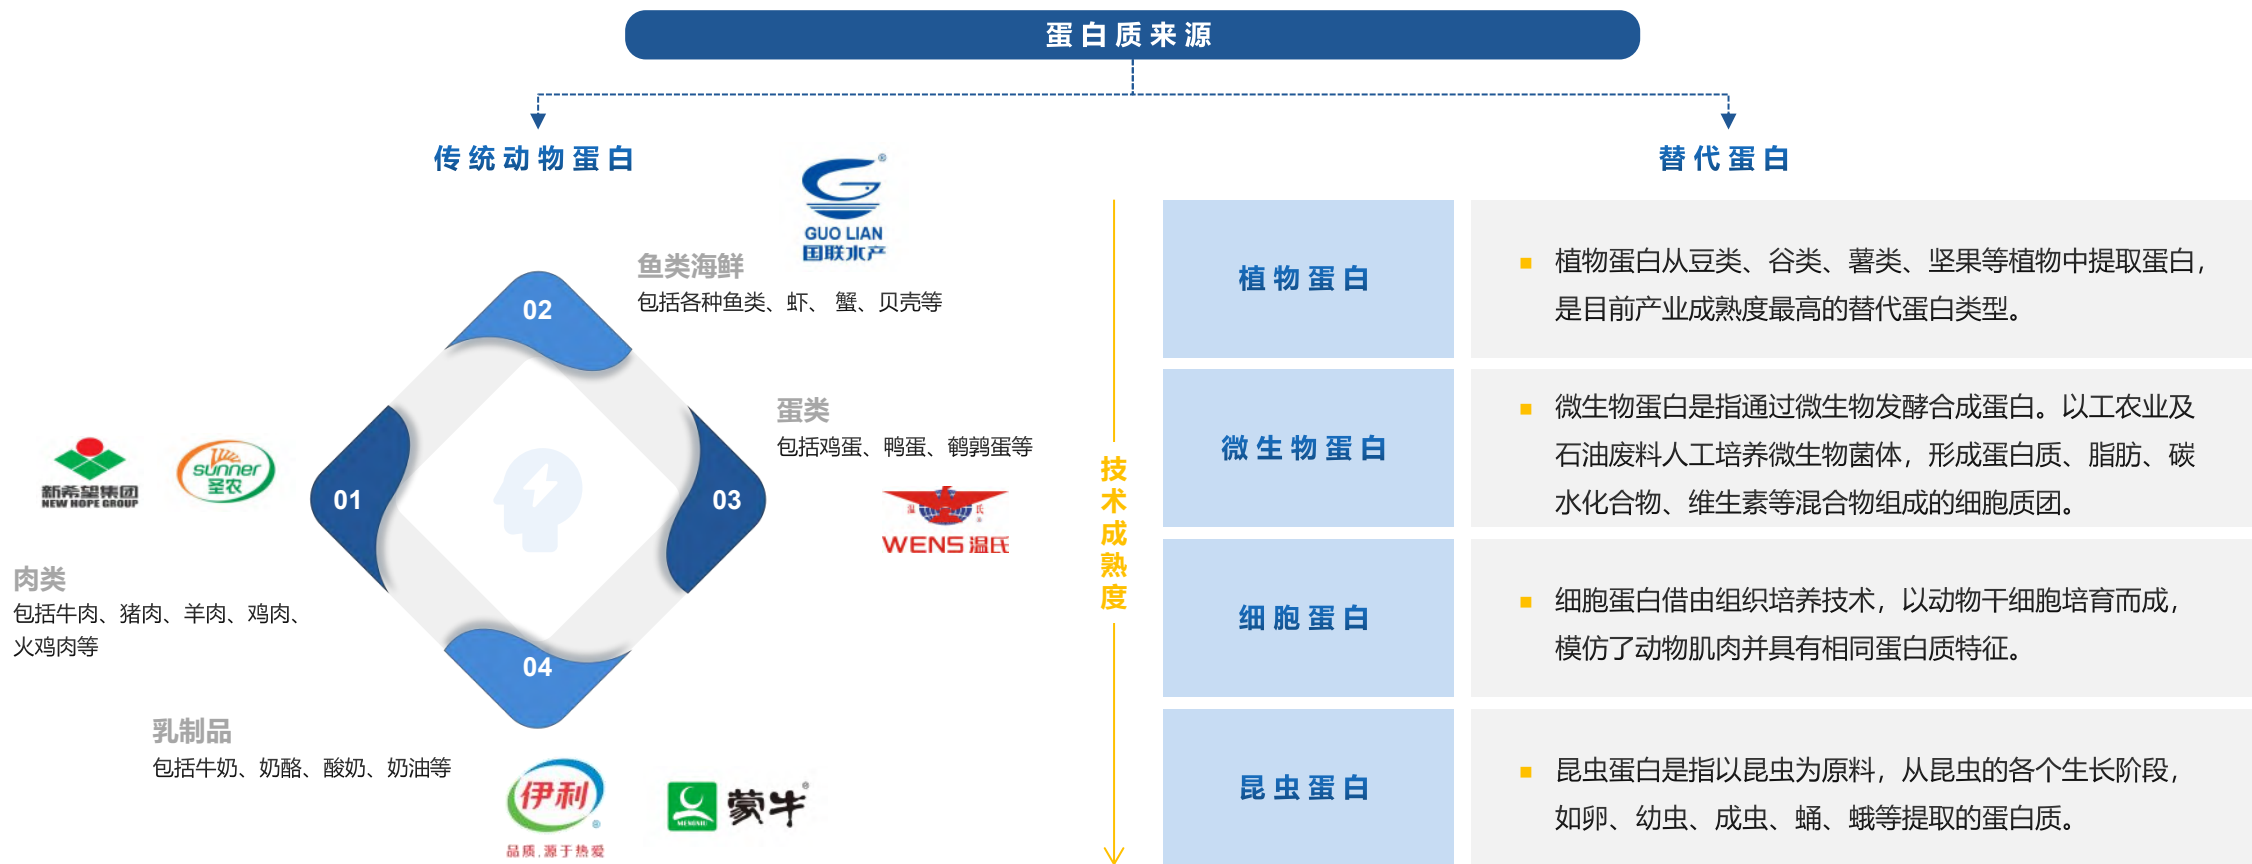 蛋白质来源
传统动物蛋白
替代蛋白
GUO LIAN
国联水产
鱼类海鲜
包括各种鱼类、虾、 蟹、贝壳等
02
蛋类
包括鸡蛋、鸭蛋、鹌鹑蛋等
温 氏
WENS 温氏
03
新希望集团
NEW HOPE GROUP
sunner
圣农
01
肉类
包括牛肉、猪肉、羊肉、鸡肉、
火鸡肉等
04
乳制品
包括牛奶、奶酪、酸奶、奶油等
伊利
品质,源于热爱
MENGNIU
蒙牛
技术成熟度
植物蛋白
植物蛋白从豆类、谷类、薯类、坚果等植物中提取蛋白，
是目前产业成熟度最高的替代蛋白类型。
微生物蛋白
微生物蛋白是指通过微生物发酵合成蛋白。以工农业及
石油废料人工培养微生物菌体，形成蛋白质、脂肪、碳
水化合物、维生素等混合物组成的细胞质团。
细胞蛋白
细胞蛋白借由组织培养技术，以动物干细胞培育而成，
模仿了动物肌肉并具有相同蛋白质特征。
昆虫蛋白
昆虫蛋白是指以昆虫为原料，从昆虫的各个生长阶段，
如卵、幼虫、成虫、蛹、蛾等提取的蛋白质。